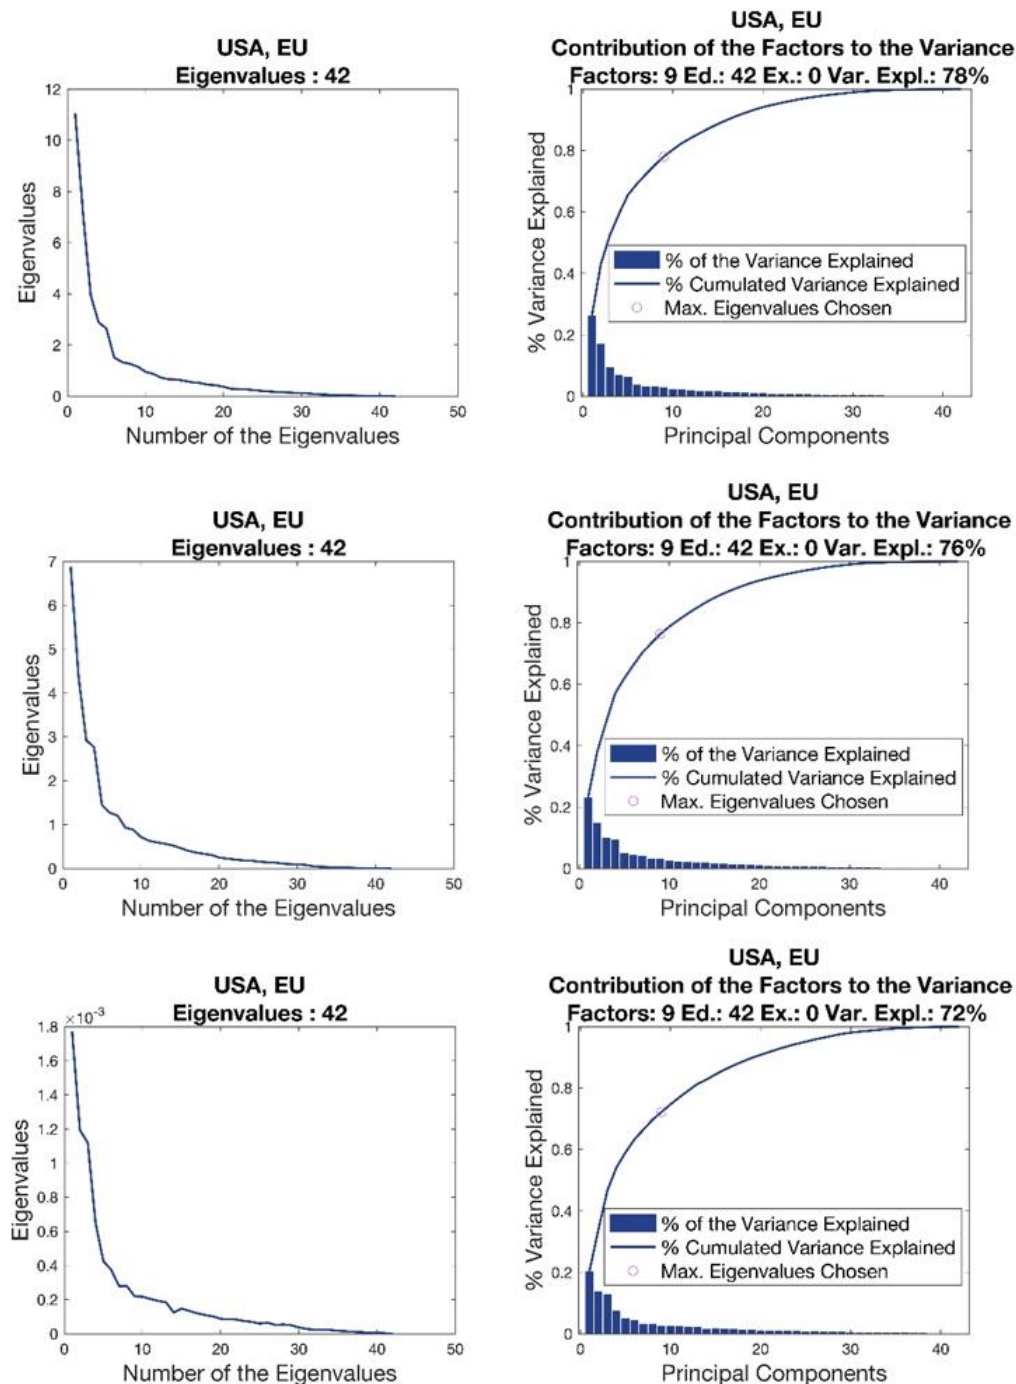 USA, EU
Eigenvalues : 42
12
10
8
6
4
2
0
Eigenvalues
0 10 20 30 40 50
Number of the Eigenvalues
USA, EU
Contribution of the Factors to the Variance
Factors: 9 Ed.: 42 Ex.: 0 Var. Expl.: 78%
1
0.8
0.6
0.4
0.2
0
% Variance Explained
% of the Variance Explained
% Cumulated Variance Explained
Max. Eigenvalues Chosen
0 10 20 30 40
Principal Components
USA, EU
Eigenvalues : 42
7
6
5
4
3
2
1
0
Eigenvalues
0 10 20 30 40 50
Number of the Eigenvalues
USA, EU
Contribution of the Factors to the Variance
Factors: 9 Ed.: 42 Ex.: 0 Var. Expl.: 76%
1
0.8
0.6
0.4
0.2
0
% Variance Explained
% of the Variance Explained
% Cumulated Variance Explained
Max. Eigenvalues Chosen
0 10 20 30 40
Principal Components
USA, EU
Eigenvalues : 42
×10⁻³
1.8
1.6
1.4
1.2
1
0.8
0.6
0.4
0.2
0
Eigenvalues
0 10 20 30 40 50
Number of the Eigenvalues
USA, EU
Contribution of the Factors to the Variance
Factors: 9 Ed.: 42 Ex.: 0 Var. Expl.: 72%
1
0.8
0.6
0.4
0.2
0
% Variance Explained
% of the Variance Explained
% Cumulated Variance Explained
Max. Eigenvalues Chosen
0 10 20 30 40
Principal Components